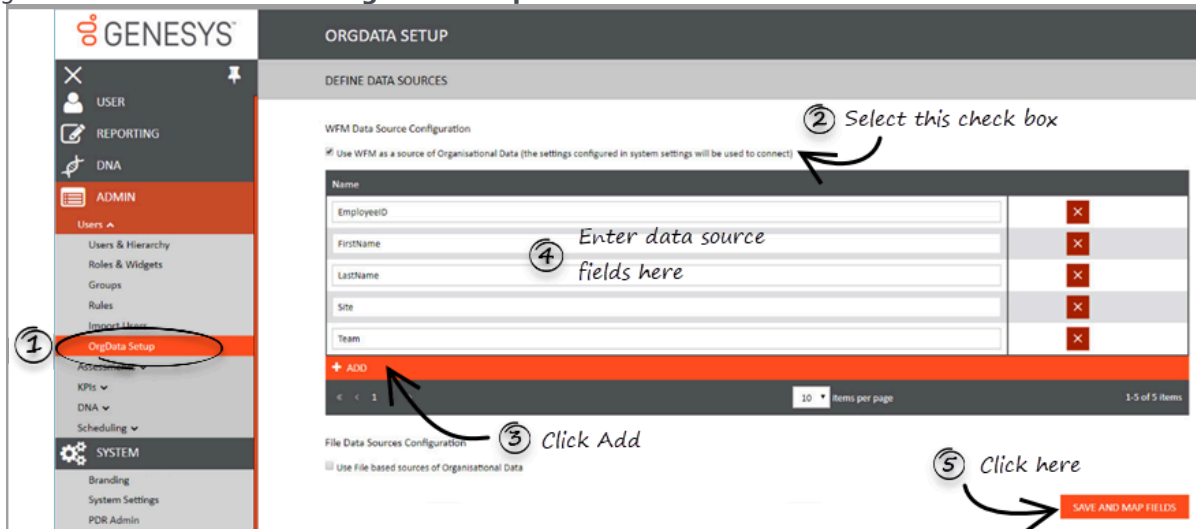 GENESYS
ORGDATA SETUP
DEFINE DATA SOURCES
USER
REPORTING
DNA
ADMIN
Users
Users & Hierarchy
Roles & Widgets
Groups
Rules
Import Users
1
OrgData Setup
Assessments
KPIs
DNA
Scheduling
SYSTEM
Branding
System Settings
PDR Admin
WFM Data Source Configuration
2 Select this check box
Use WFM as a source of Organisational Data (the settings configured in system settings will be used to connect)
Name
EmployeeID
FirstName
LastName
Site
Team
4 Enter data source
fields here
+ ADD
« < 1
10 items per page
1-5 of 5 items
3 Click Add
File Data Sources Configuration
Use File based sources of Organisational Data
5 Click here
SAVE AND MAP FIELDS